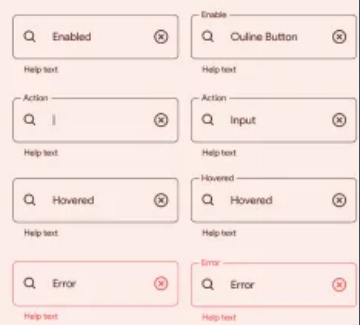 Enable
Enabled
Ouline Button
Help text
Help text
Action
Action
|
Input
Help text
Help text
Hovered
Hovered
Hovered
Help text
Help text
Error
Error
Error
Help text
Help text